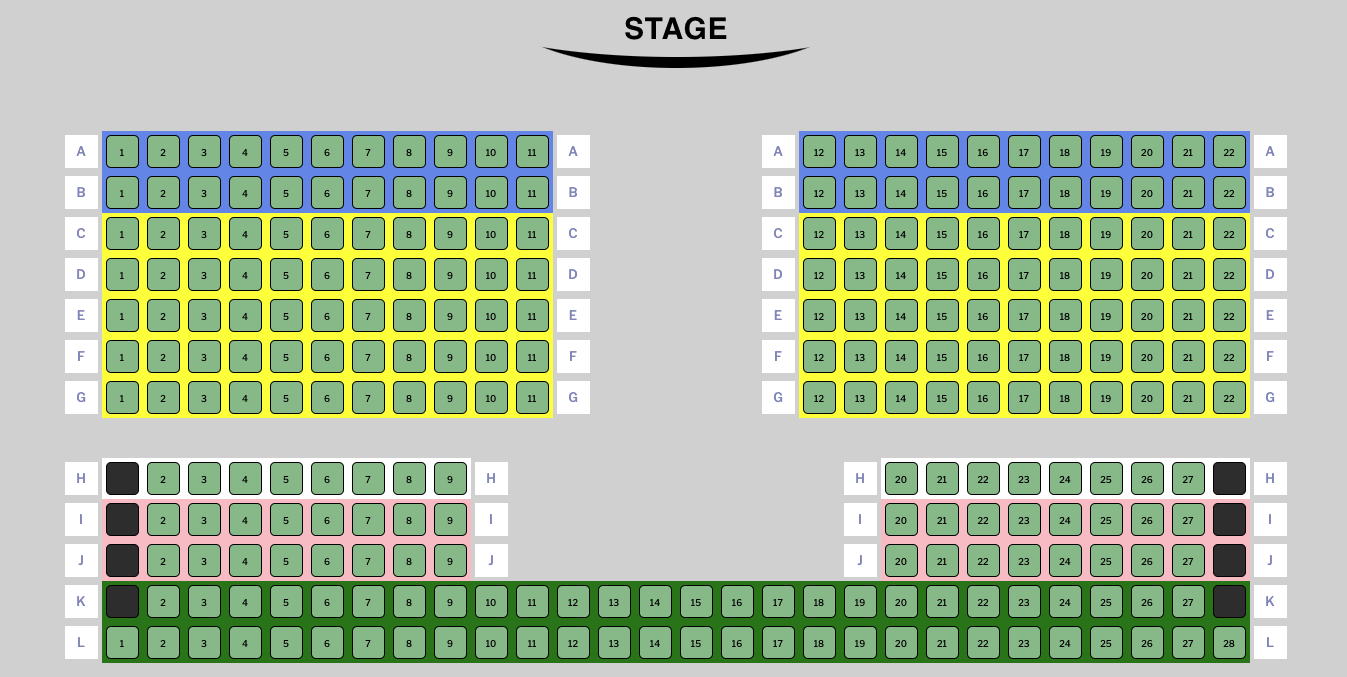 STAGE
A 1 2 3 4 5 6 7 8 9 10 11 A A 12 13 14 15 16 17 18 19 20 21 22 A
B 1 2 3 4 5 6 7 8 9 10 11 B B 12 13 14 15 16 17 18 19 20 21 22 B
C 1 2 3 4 5 6 7 8 9 10 11 C C 12 13 14 15 16 17 18 19 20 21 22 C
D 1 2 3 4 5 6 7 8 9 10 11 D D 12 13 14 15 16 17 18 19 20 21 22 D
E 1 2 3 4 5 6 7 8 9 10 11 E E 12 13 14 15 16 17 18 19 20 21 22 E
F 1 2 3 4 5 6 7 8 9 10 11 F F 12 13 14 15 16 17 18 19 20 21 22 F
G 1 2 3 4 5 6 7 8 9 10 11 G G 12 13 14 15 16 17 18 19 20 21 22 G
H 2 3 4 5 6 7 8 9 H H 20 21 22 23 24 25 26 27 H
I 2 3 4 5 6 7 8 9 I I 20 21 22 23 24 25 26 27 I
J 2 3 4 5 6 7 8 9 J J 20 21 22 23 24 25 26 27 J
K 2 3 4 5 6 7 8 9 10 11 12 13 14 15 16 17 18 19 20 21 22 23 24 25 26 27 K
L 1 2 3 4 5 6 7 8 9 10 11 12 13 14 15 16 17 18 19 20 21 22 23 24 25 26 27 28 L